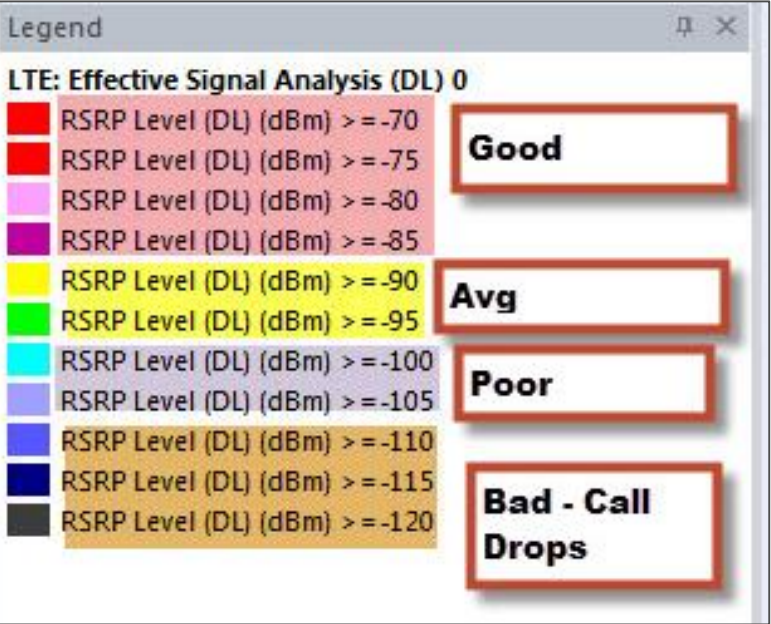 Legend
LTE: Effective Signal Analysis (DL) 0
RSRP Level (DL) (dBm) >=-70
RSRP Level (DL) (dBm) >=-75
RSRP Level (DL) (dBm) >=-80
RSRP Level (DL) (dBm) >=-85
Good
RSRP Level (DL) (dBm) >=-90
RSRP Level (DL) (dBm) >=-95
Avg
RSRP Level (DL) (dBm) >=-100
RSRP Level (DL) (dBm) >=-105
Poor
RSRP Level (DL) (dBm) >=-110
RSRP Level (DL) (dBm) >=-115
RSRP Level (DL) (dBm) >=-120
Bad - Call
Drops